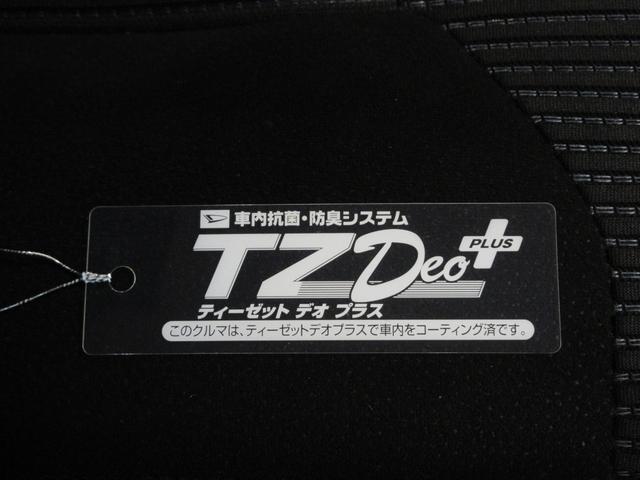 車内抗菌・防臭システム
TZ Deo PLUS
ティーゼット デオ プラス
このクルマは、ティーゼットデオプラスで車内をコーティング済です。